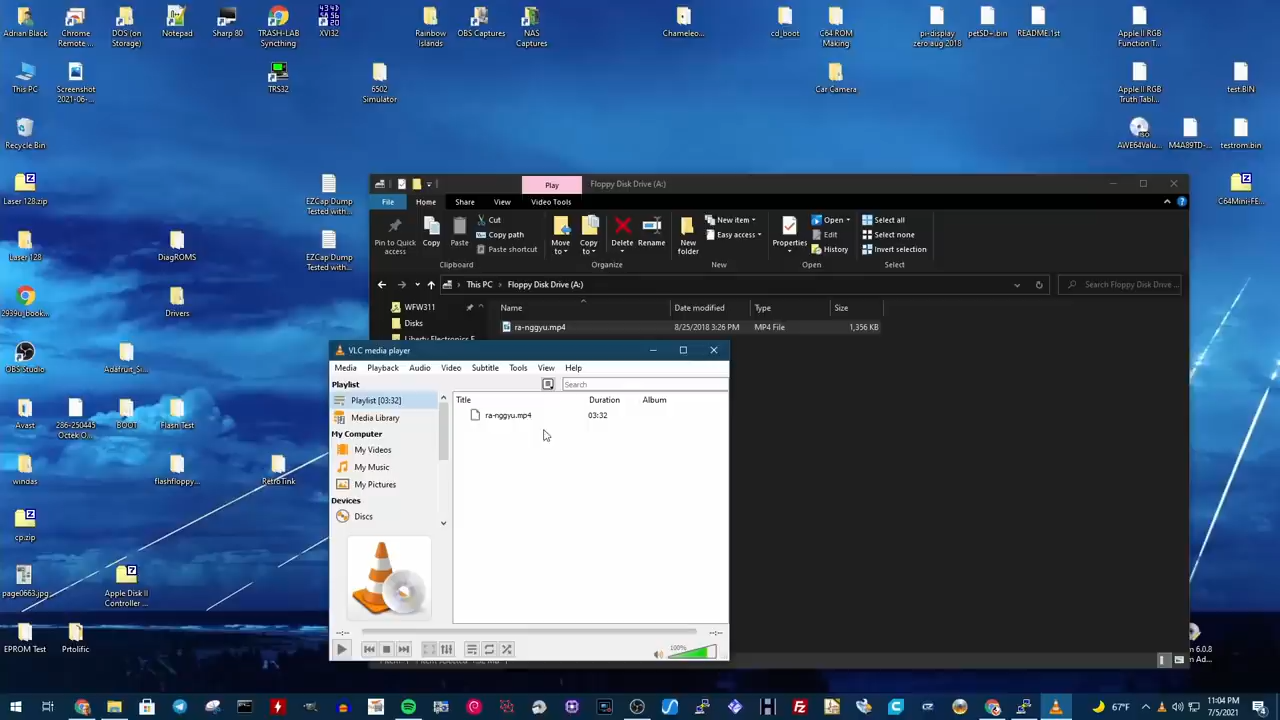 Adrian Black
Chrome
Remote ...
DOS (on
Storage)
Notepad
Sharp 80
TRASH-LAB
Syncthing
XVI32
Rainbow
Islands
OBS Captures
NAS
Captures
Chameleo...
cd_boot
C64 ROM
Making
pi-display
zero aug 2018
petSD+.bin
README.1st
Apple II RGB
Function T...
This PC
Screenshot
2021-06-...
TRS32
6502
Simulator
Car Camera
Apple II RGB
Truth Tabl...
test.BIN
Recycle Bin
iso
AWE64Valu...
M4A89TD-...
testrom.bin
Laser-128.zip
EZCap Dump
Tested with...
C64Mini-FE...
Laser 128
DiagROMS
EZCap Dump
Tested with...
2939u_book...
Drivers
OBS Studio
Adafruit_Si...
Avast
286-250445
Octek O...
BOOT
Flash Test
windas
flashfloppy...
RetroTink
cp.zip
page0663.jpg
Apple Disk II
Controller ...
EPROM Test
Prolific
Play
Floppy Disk Drive (A:)
File
Home
Share
View
Video Tools
Pin to Quick
access
Copy
Paste
Cut
Copy path
Paste shortcut
Clipboard
Move
to
Copy
to
Delete
Rename
Organize
New
folder
New item
Easy access
New
Properties
Open
Edit
History
Open
Select all
Select none
Invert selection
Select
This PC > Floppy Disk Drive (A:)
Search Floppy Disk Drive ...
WFW311
Disks
Liberty Electronics F
Name
Date modified
Type
Size
ra-nggyu.mp4
8/25/2018 3:26 PM
MP4 File
1,356 KB
VLC media player
Media
Playback
Audio
Video
Subtitle
Tools
View
Help
Playlist
Search
Playlist [03:32]
Media Library
My Computer
My Videos
My Music
My Pictures
Devices
Discs
Title
Duration
Album
ra-nggyu.mp4
03:32
--:--
--:--
100%
6.0.8
Ad...
67°F
11:04 PM
7/5/2021